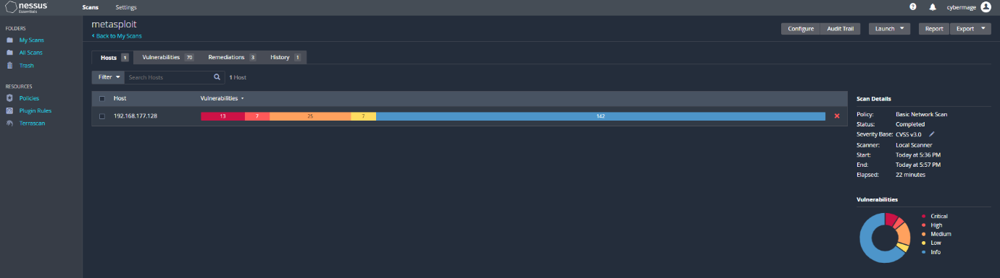 nessus
Essentials
Scans Settings
cybermage
FOLDERS
My Scans
All Scans
Trash
RESOURCES
Policies
Plugin Rules
Terrascan
metasploit
Back to My Scans
Configure Audit Trail Launch Report Export
Hosts 1 Vulnerabilities 70 Remediations 3 History 1
Filter Search Hosts 1 Host
Host Vulnerabilities
192.168.177.128 13 7 25 7 142
Scan Details
Policy: Basic Network Scan
Status: Completed
Severity Base: CVSS v3.0
Scanner: Local Scanner
Start: Today at 5:36 PM
End: Today at 5:57 PM
Elapsed: 22 minutes
Vulnerabilities
Critical
High
Medium
Low
Info